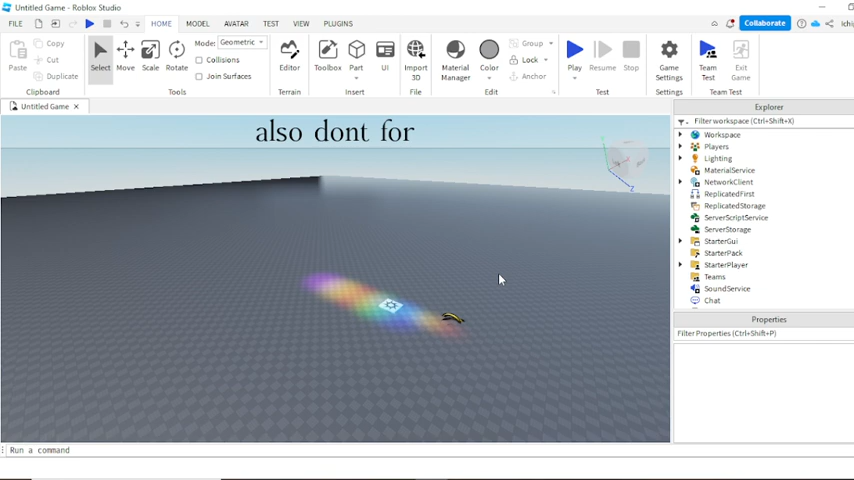 Untitled Game - Roblox Studio
FILE HOME MODEL AVATAR TEST VIEW PLUGINS Collaborate
Copy Mode: Geometric Group
Paste Cut Select Move Scale Rotate Collisions Editor Toolbox Part UI Import 3D Material Manager Color Lock Play Resume Stop Game Settings Team Test Exit Game
Duplicate Join Surfaces Anchor
Clipboard Tools Terrain Insert File Edit Test Settings Team Test
Untitled Game × Explorer
Filter workspace (Ctrl+Shift+X)
also dont for
Workspace
Players
Lighting
MaterialService
NetworkClient
ReplicatedFirst
ReplicatedStorage
ServerScriptService
ServerStorage
StarterGui
StarterPack
StarterPlayer
Teams
SoundService
Chat
Properties
Filter Properties (Ctrl+Shift+P)
Run a command